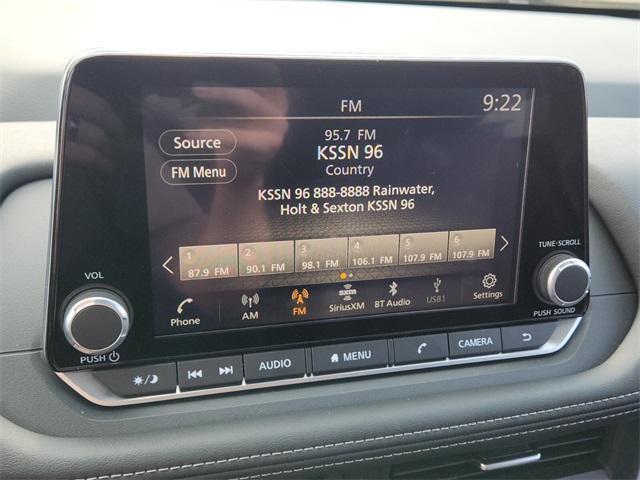 FM
9:22
Source
FM Menu
95.7 FM
KSSN 96
Country
KSSN 96 888-8888 Rainwater,
Holt & Sexton KSSN 96
1 2 3 4 5 6
87.9 FM 90.1 FM 98.1 FM 106.1 FM 107.9 FM 107.9 FM
Phone AM FM SiriusXM BT Audio USB1 Settings
sxm
VOL
PUSH
TUNE-SCROLL
PUSH SOUND
AUDIO MENU CAMERA